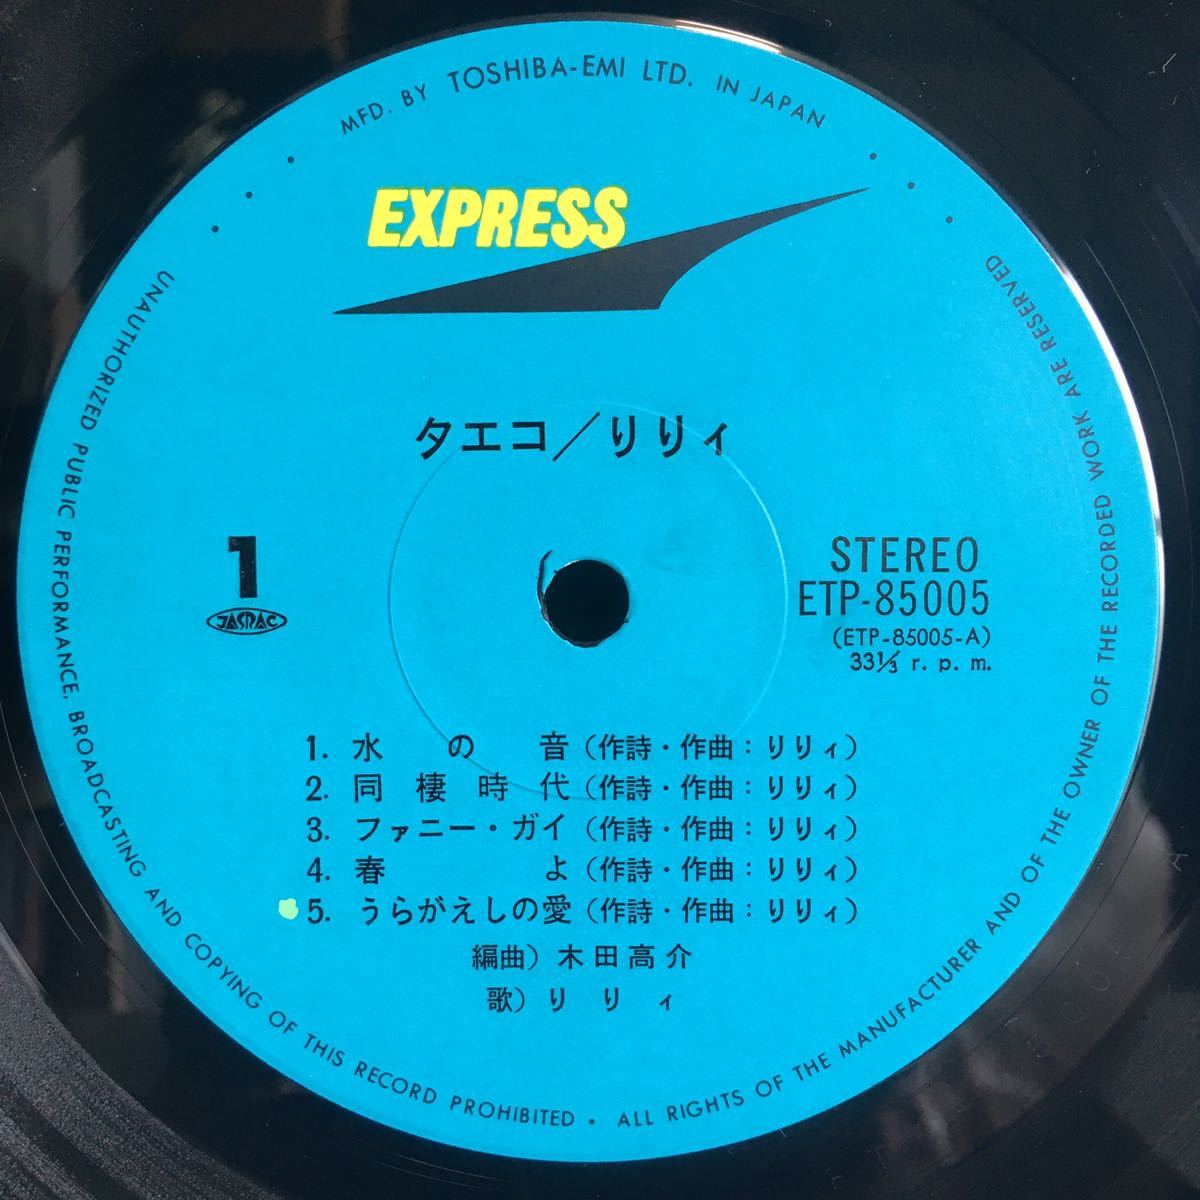 MFD. BY TOSHIBA-EMI LTD. IN JAPAN
EXPRESS
タエコ／りりィ
1
JASRAC
STEREO
ETP-85005
(ETP-85005-A)
33⅓ r. p. m.
1. 水の音 (作詩・作曲：りりィ)
2. 同棲時代 (作詩・作曲：りりィ)
3. ファニー・ガイ (作詩・作曲：りりィ)
4. 春よ (作詩・作曲：りりィ)
5. うらがえしの愛 (作詩・作曲：りりィ)
編曲) 木田高介
歌) りりィ
UNAUTHORIZED PUBLIC PERFORMANCE, BROADCASTING AND COPYING OF THIS RECORD PROHIBITED • ALL RIGHTS OF THE MANUFACTURER AND OF THE OWNER OF THE RECORDED WORK ARE RESERVED